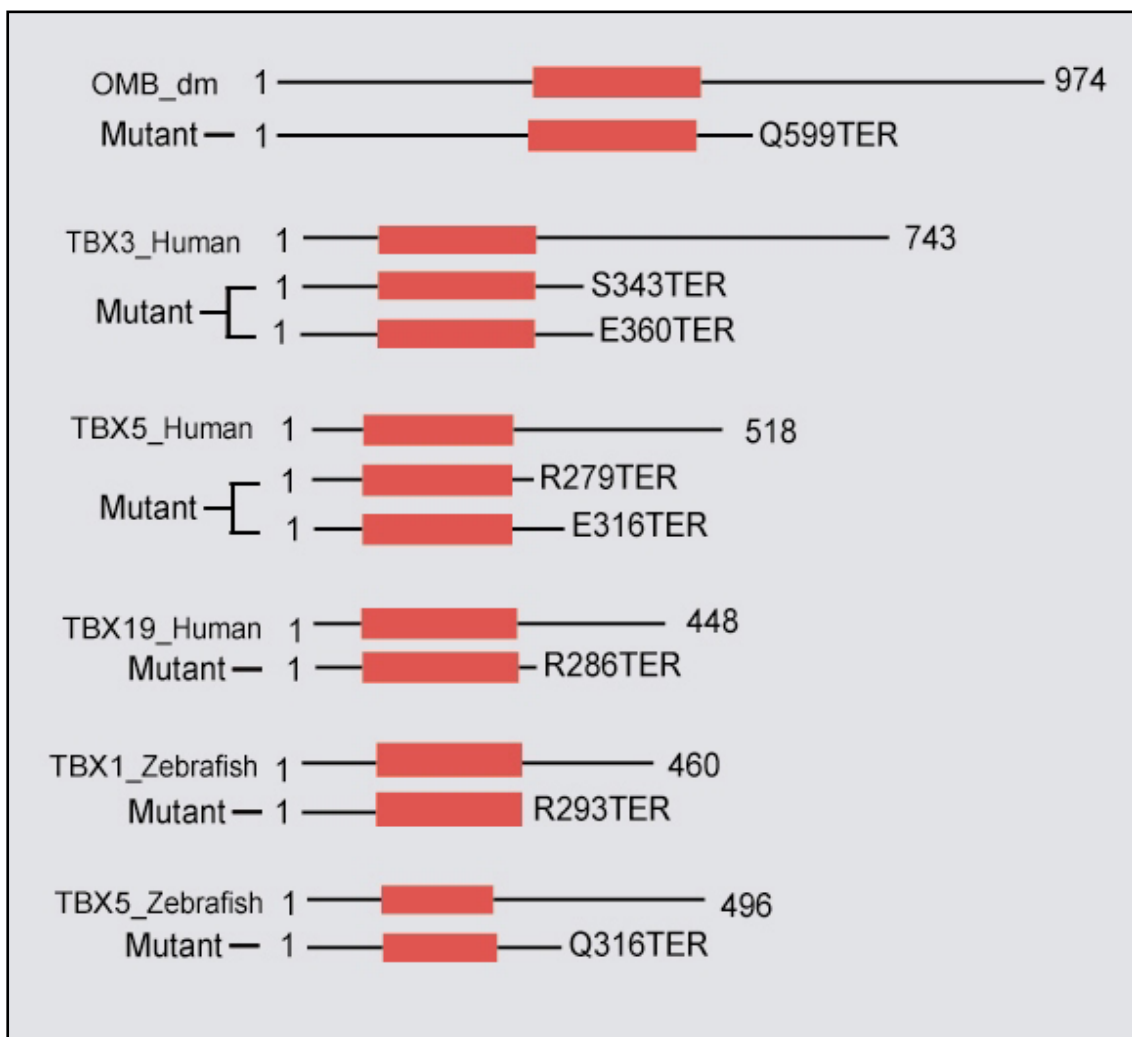 OMB_dm 1 974
Mutant 1 Q599TER
TBX3_Human 1 743
1 S343TER
Mutant
1 E360TER
TBX5_Human 1 518
1 R279TER
Mutant
1 E316TER
TBX19_Human 1 448
Mutant 1 R286TER
TBX1_Zebrafish 1 460
Mutant 1 R293TER
TBX5_Zebrafish 1 496
Mutant 1 Q316TER